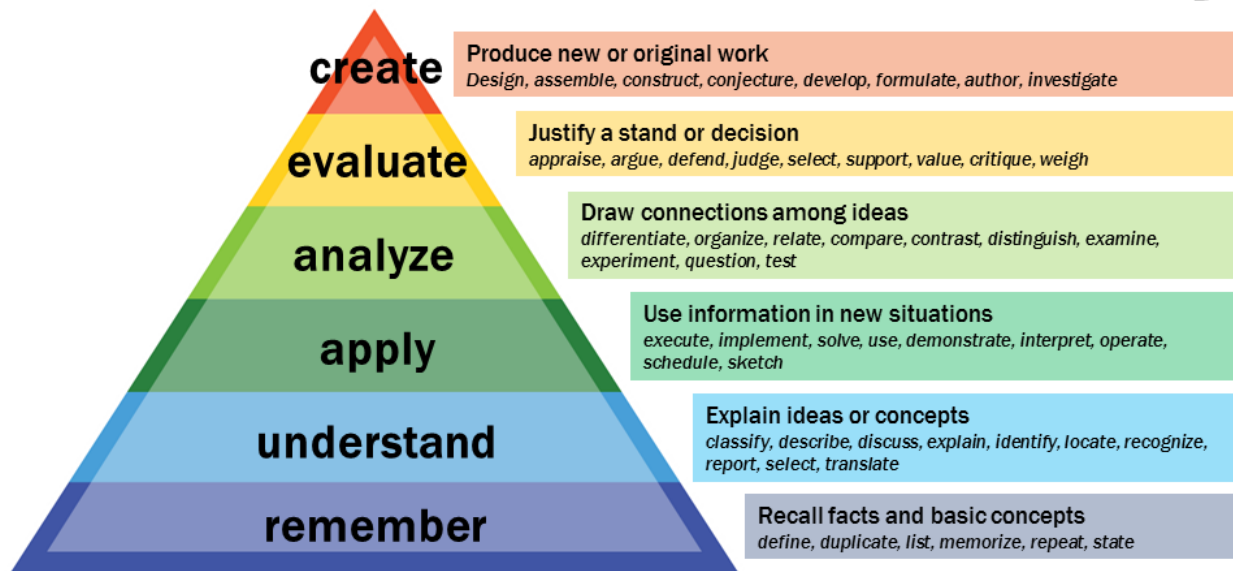 create
Produce new or original work
Design, assemble, construct, conjecture, develop, formulate, author, investigate
evaluate
Justify a stand or decision
appraise, argue, defend, judge, select, support, value, critique, weigh
analyze
Draw connections among ideas
differentiate, organize, relate, compare, contrast, distinguish, examine,
experiment, question, test
apply
Use information in new situations
execute, implement, solve, use, demonstrate, interpret, operate,
schedule, sketch
understand
Explain ideas or concepts
classify, describe, discuss, explain, identify, locate, recognize,
report, select, translate
remember
Recall facts and basic concepts
define, duplicate, list, memorize, repeat, state